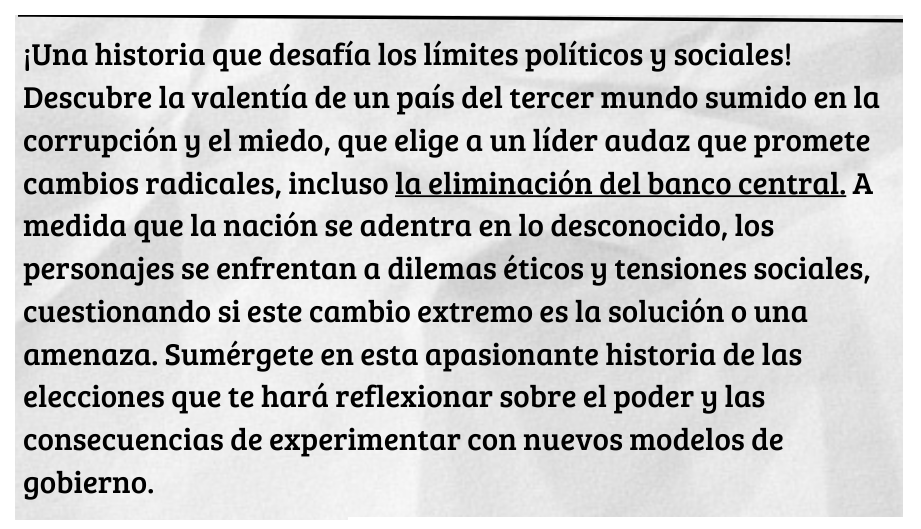 ¡Una historia que desafía los límites políticos y sociales!
Descubre la valentía de un país del tercer mundo sumido en la
corrupción y el miedo, que elige a un líder audaz que promete
cambios radicales, incluso la eliminación del banco central. A
medida que la nación se adentra en lo desconocido, los
personajes se enfrentan a dilemas éticos y tensiones sociales,
cuestionando si este cambio extremo es la solución o una
amenaza. Sumérgete en esta apasionante historia de las
elecciones que te hará reflexionar sobre el poder y las
consecuencias de experimentar con nuevos modelos de
gobierno.